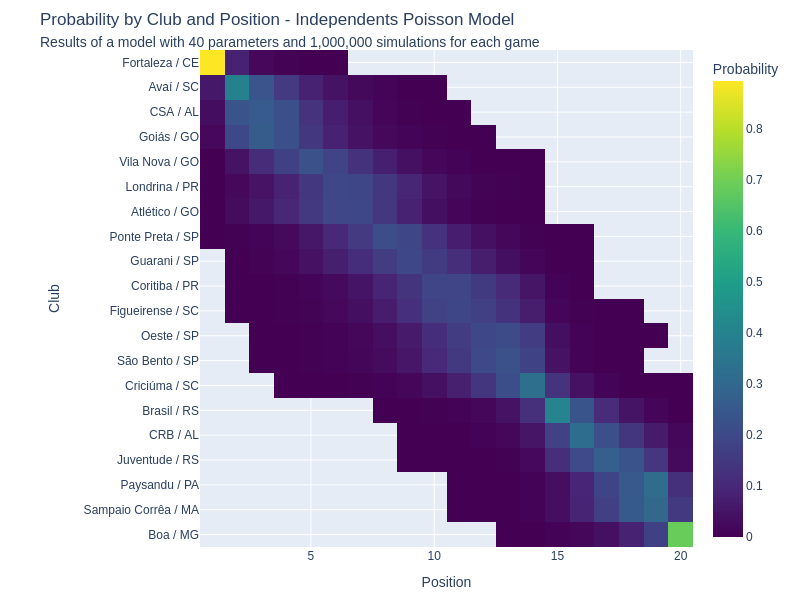 Probability by Club and Position - Independents Poisson Model
Results of a model with 40 parameters and 1,000,000 simulations for each game
Probability
Fortaleza / CE
Avaí / SC
CSA / AL
Goiás / GO
Vila Nova / GO
Londrina / PR
Atlético / GO
Ponte Preta / SP
Guarani / SP
Coritiba / PR
Figueirense / SC
Oeste / SP
São Bento / SP
Criciúma / SC
Brasil / RS
CRB / AL
Juventude / RS
Paysandu / PA
Sampaio Corrêa / MA
Boa / MG
Club
5
10
15
20
Position
0.8
0.7
0.6
0.5
0.4
0.3
0.2
0.1
0